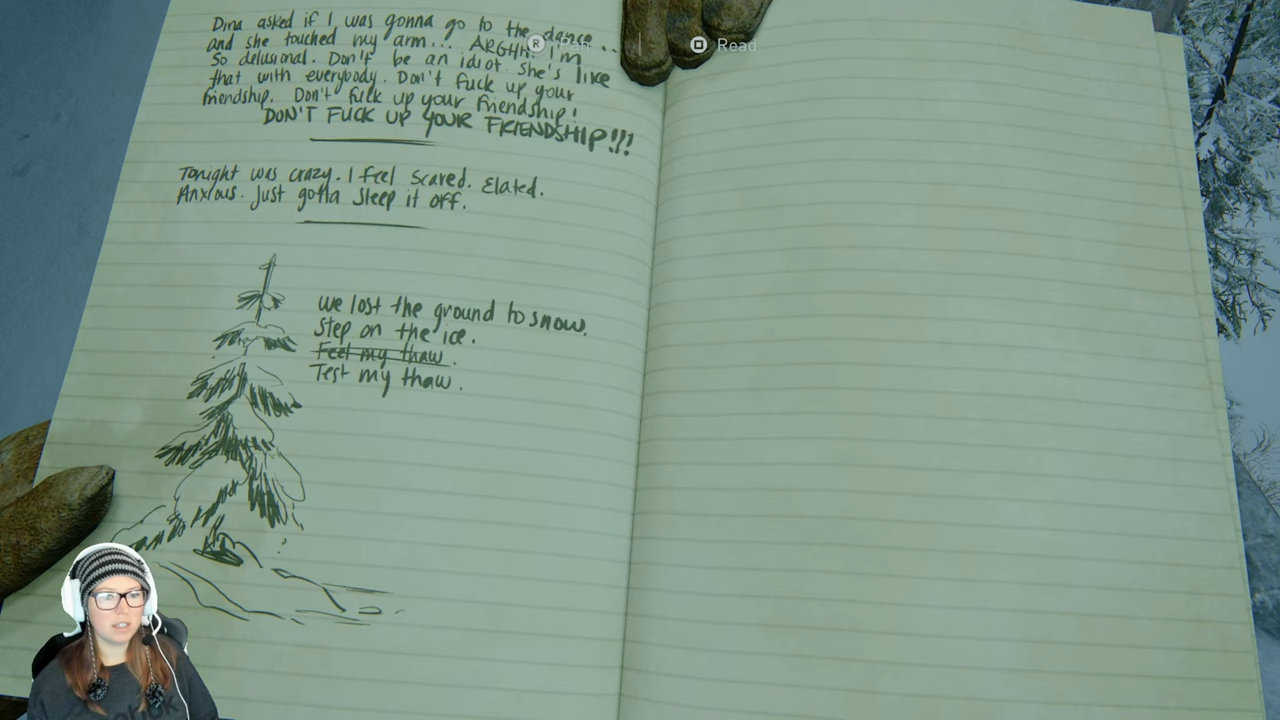 Dina asked if I was gonna go to the dance...
and she touched my arm... ARGHH. I'm
so delusional. Don't be an idiot. She's like
that with everybody. Don't fuck up your
friendship. Don't fuck up your friendship!
DON'T FUCK UP YOUR FRIENDSHIP!!!
R
Read
Tonight was crazy. I feel scared. Elated.
Anxious. Just gotta sleep it off.
We lost the ground to snow.
Step on the ice.
Feel my thaw.
Test my thaw.